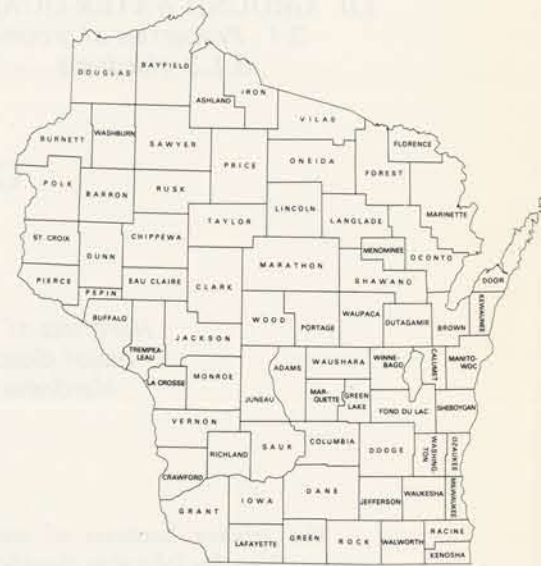 DOUGLAS
BAYFIELD
ASHLAND
IRON
VILAS
BURNETT
WASHBURN
SAWYER
PRICE
ONEIDA
FOREST
FLORENCE
MARINETTE
POLK
BARRON
RUSK
TAYLOR
LINCOLN
LANGLADE
MENOMINEE
OCONTO
ST. CROIX
DUNN
CHIPPEWA
MARATHON
SHAWANO
DOOR
PIERCE
PEPIN
EAU CLAIRE
CLARK
BUFFALO
TREMPEA-
LEAU
JACKSON
WOOD
PORTAGE
WAUPACA
OUTAGAMIE
BROWN
KEWAUNEE
LA CROSSE
MONROE
JUNEAU
ADAMS
WAUSHARA
WINNE-
BAGO
CALUMET
MANITO-
WOC
MAR-
QUETTE
GREEN
LAKE
FOND DU LAC
SHEBOYGAN
VERNON
RICHLAND
SAUK
COLUMBIA
DODGE
WASHING
TON
OZAUKEE
CRAWFORD
GRANT
IOWA
DANE
JEFFERSON
WAUKESHA
MILWAUKEE
LAFAYETTE
GREEN
ROCK
WALWORTH
RACINE
KENOSHA